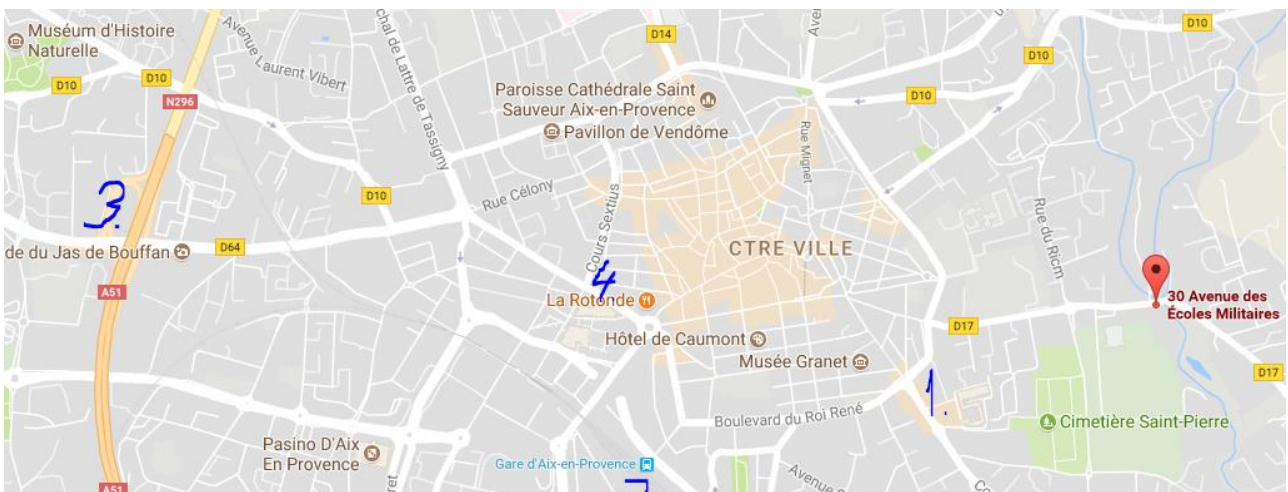 Muséum d'Histoire
Naturelle
Avenue Laurent Vibert
D10
D10
N296
chal de Lattre de Tassigny
D14
Aven
D10
Paroisse Cathédrale Saint
Sauveur Aix-en-Provence
Pavillon de Vendôme
D10
Rue Mignet
3.
D10
Rue Célony
Cours Sextius
de du Jas de Bouffan
D64
CTRE VILLE
Rue du Ricm
A51
4
La Rotonde
30 Avenue des
Écoles Militaires
D17
Hôtel de Caumont
Musée Granet
D17
1.
Boulevard du Roi René
Cimetière Saint-Pierre
Pasino D'Aix
En Provence
Gare d'Aix-en-Provence
Avenue S
Co
A51
ret